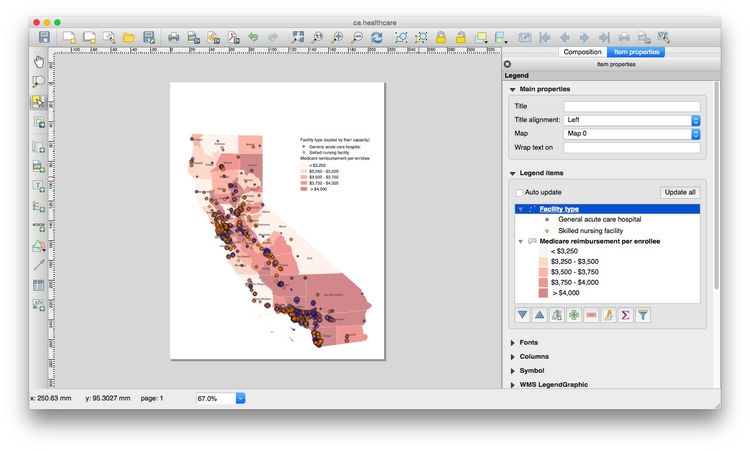 ca healthcare
Composition
Item properties
Item properties
Legend
Main properties
Title
Title alignment: Left
Map
Map 0
Wrap text on
Legend items
Auto update
Update all
Facility type
General acute care hospital
Skilled nursing facility
Medicare reimbursement per enrollee
< $3,250
$3,250 - $3,500
$3,500 - $3,750
$3,750 - $4,000
> $4,000
Fonts
Columns
Symbol
WMS LegendGraphic
Facility type (scaled by their capacity)
General acute care hospital
Skilled nursing facility
Medicare reimbursement per enrollee
< $3,250
$3,250 - $3,500
$3,500 - $3,750
$3,750 - $4,000
> $4,000
x: 250.63 mm
y: 95.3027 mm
page: 1
67.0%